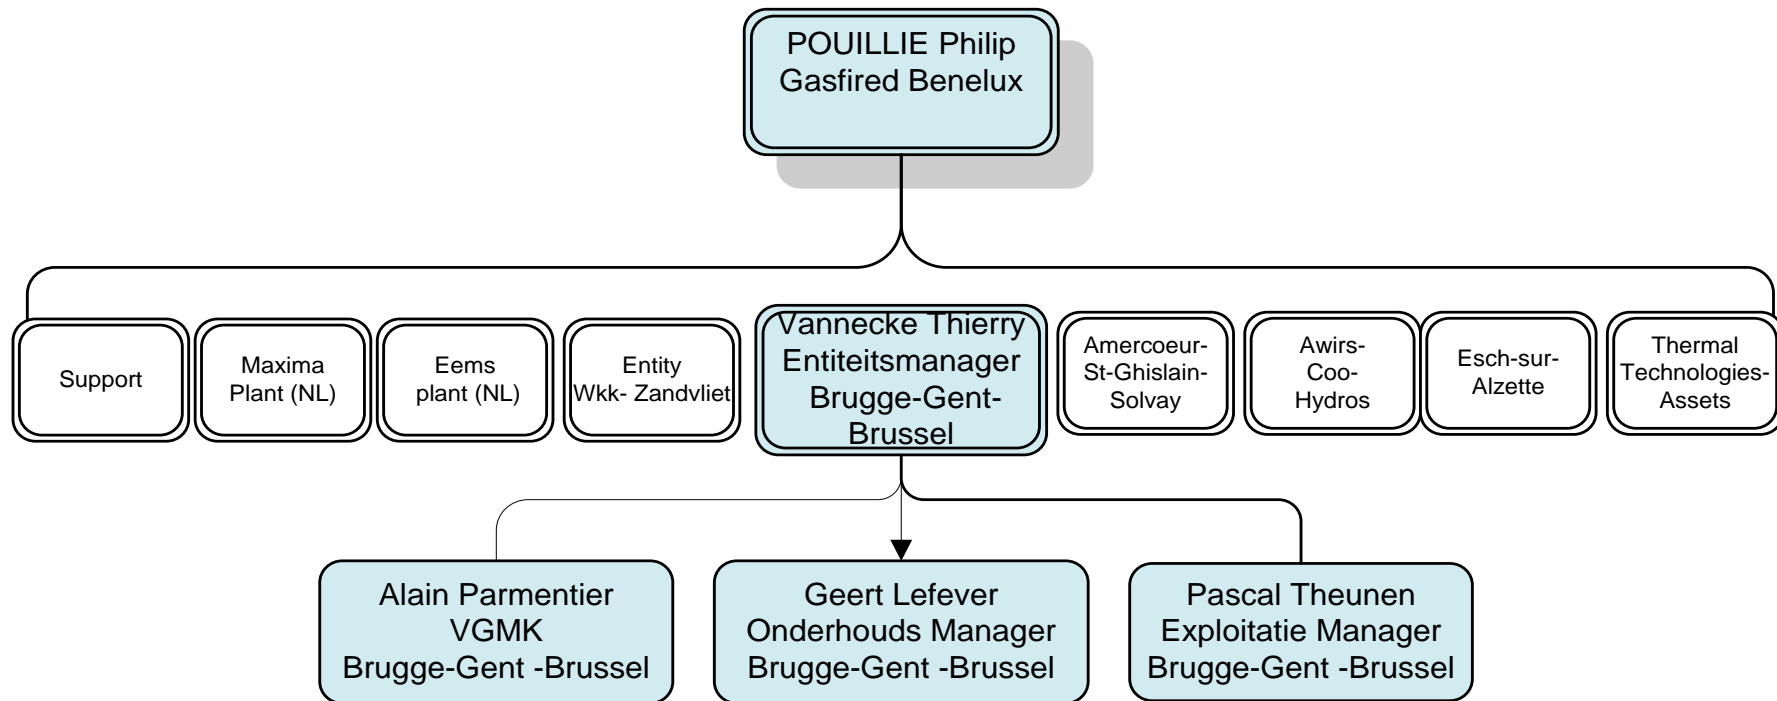 POUILLIE Philip
Gasfired Benelux
Support
Maxima
Plant (NL)
Eems
plant (NL)
Entity
Wkk- Zandvliet
Vannecke Thierry
Entiteitsmanager
Brugge-Gent-
Brussel
Amercoeur-
St-Ghislain-
Solvay
Awirs-
Coo-
Hydros
Esch-sur-
Alzette
Thermal
Technologies-
Assets
Alain Parmentier
VGMK
Brugge-Gent -Brussel
Geert Lefever
Onderhouds Manager
Brugge-Gent -Brussel
Pascal Theunen
Exploitatie Manager
Brugge-Gent -Brussel